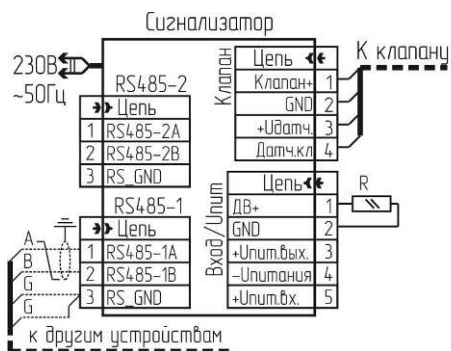 Сигнализатор
230В
~50Гц
RS485-2
Цепь
1 RS485-2A
2 RS485-2B
3 RS_GND
RS485-1
Цепь
1 RS485-1A
2 RS485-1B
3 RS_GND
A
B
G
G
к другим устройствам
Клапан
Цепь
Клапан+ 1
GND 2
+Uдатч. 3
Датч.кл 4
К клапану
Вход/Uпит
Цепь
ДВ+ 1
GND 2
+Uпит.вых. 3
-Uпитания 4
+Uпит.вх. 5
R